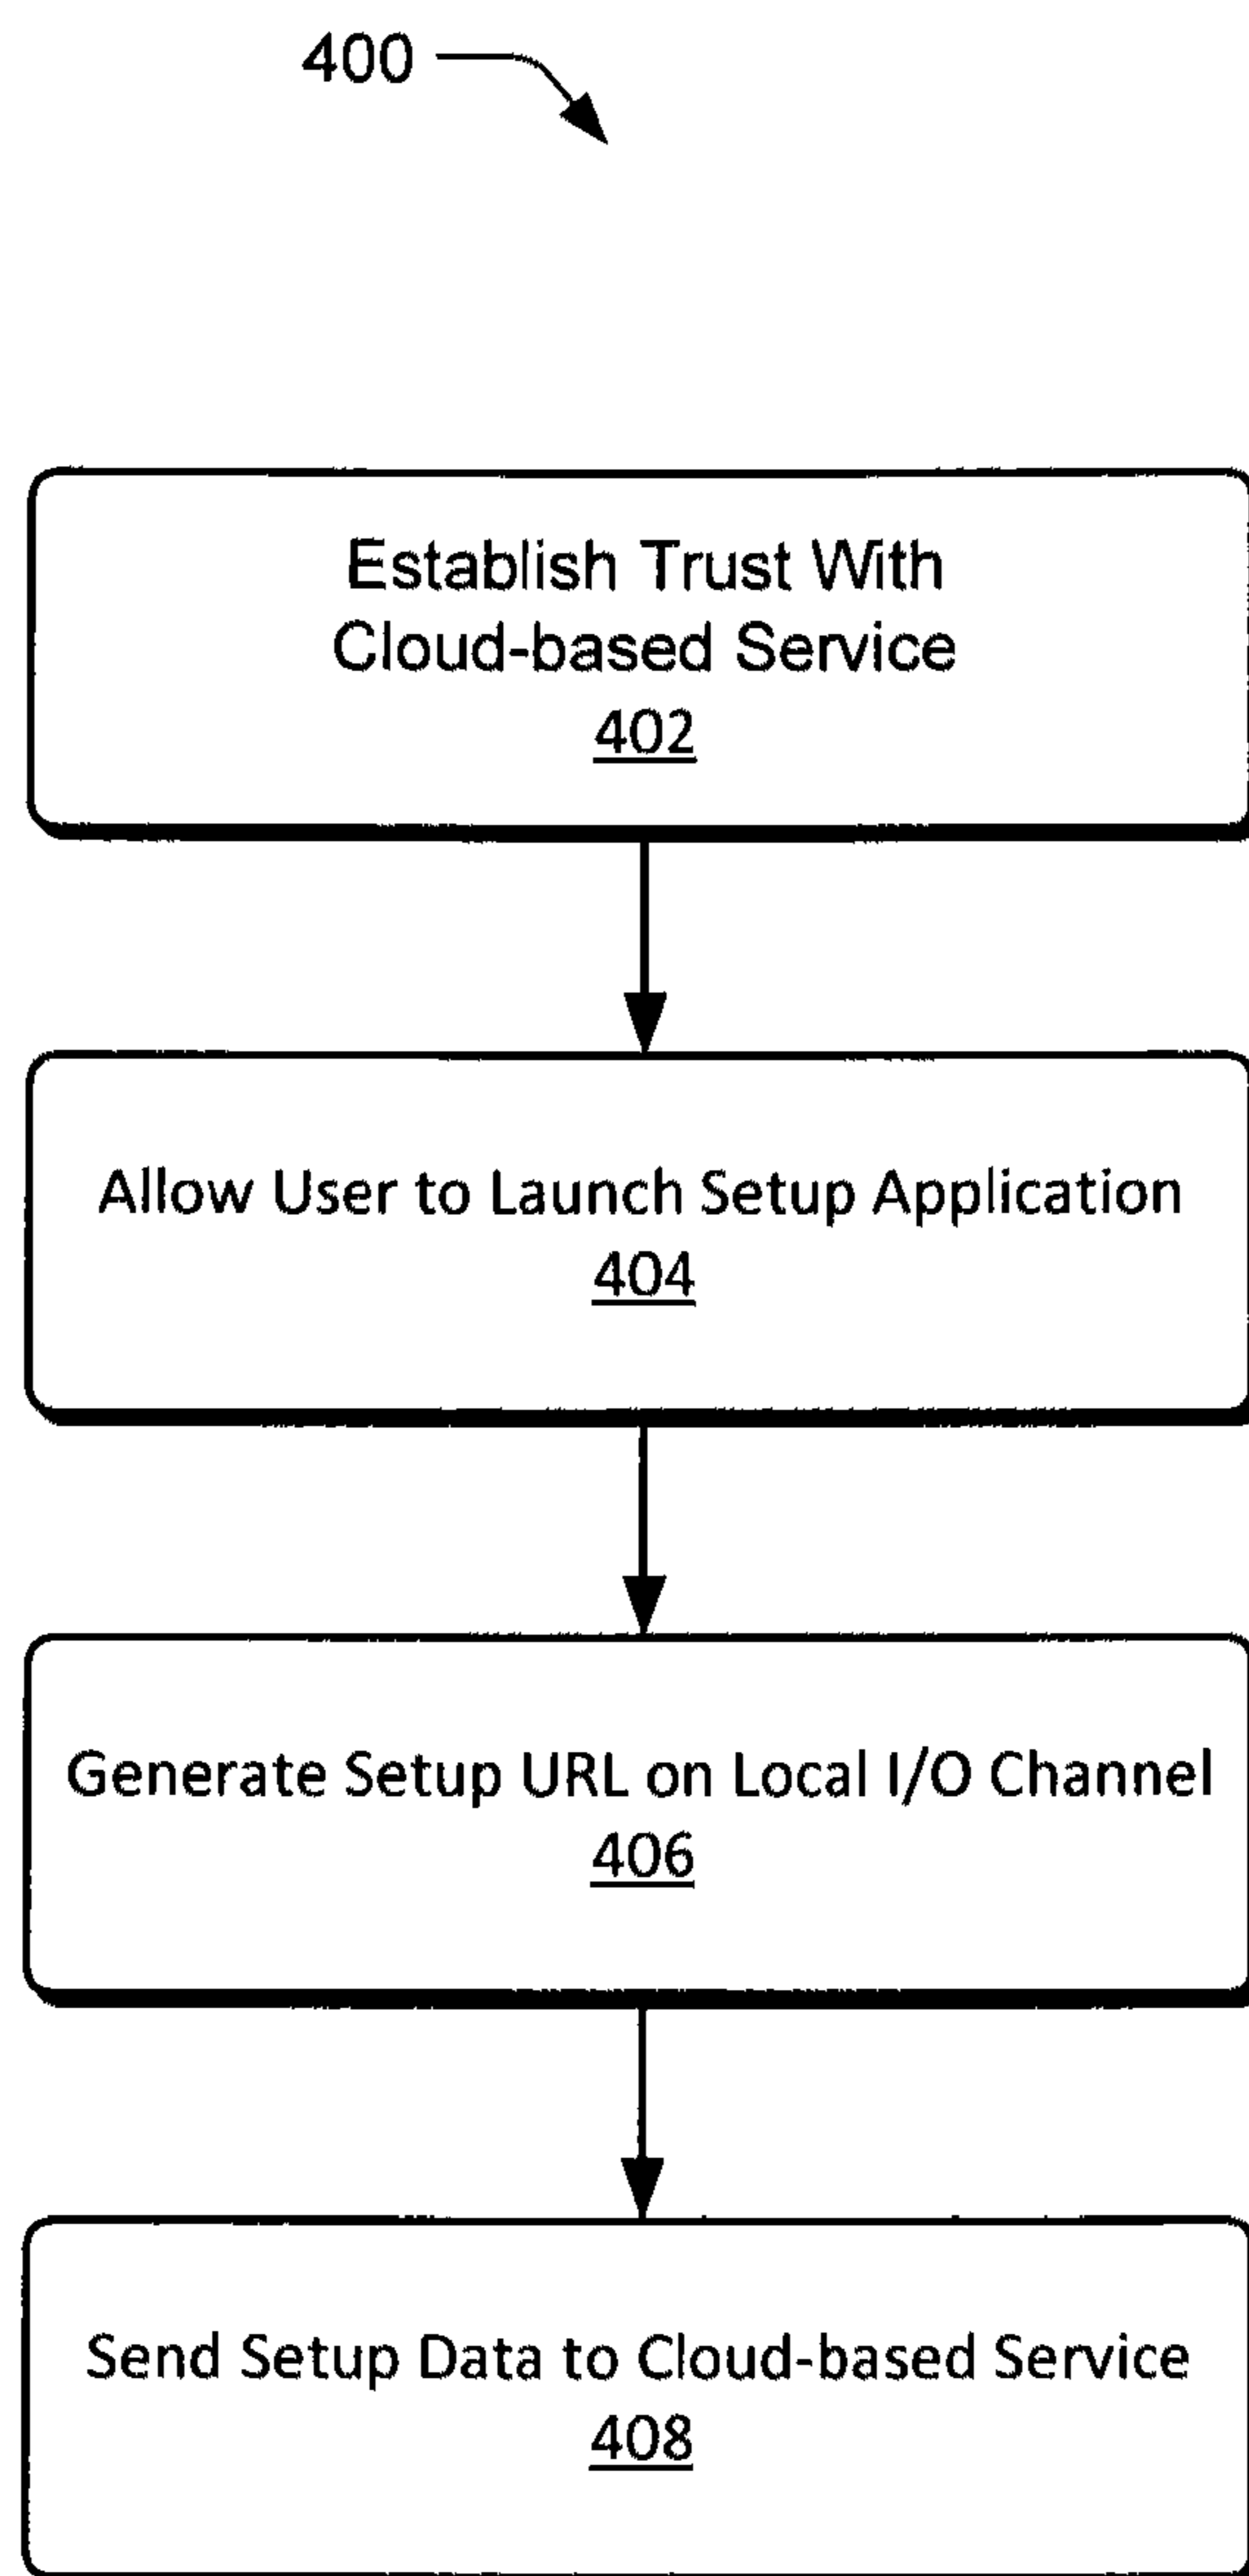 400
Establish Trust With
Cloud-based Service
402
Allow User to Launch Setup Application
404
Generate Setup URL on Local I/O Channel
406
Send Setup Data to Cloud-based Service
408